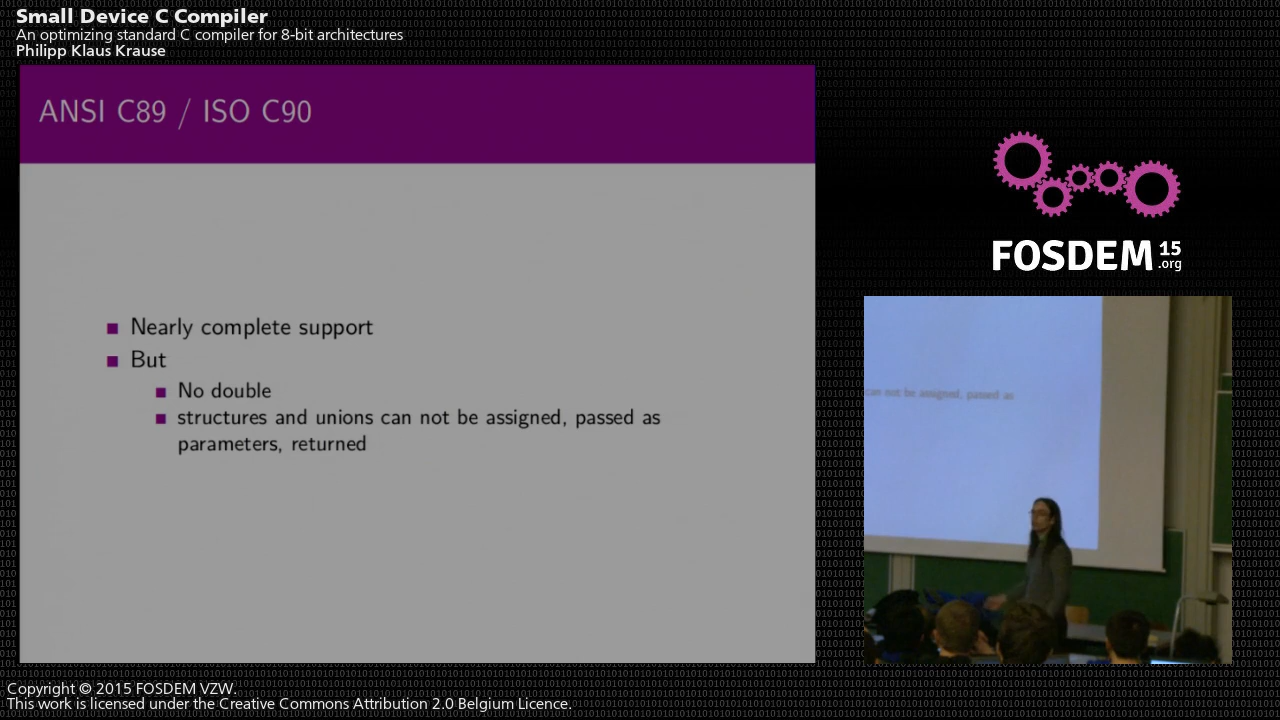 Small Device C Compiler
An optimizing standard C compiler for 8-bit architectures
Philipp Klaus Krause
ANSI C89 / ISO C90
Nearly complete support
But
No double
structures and unions can not be assigned, passed as
parameters, returned
FOSDEM 15
.org
can not be assigned, passed as
Copyright © 2015 FOSDEM VZW.
This work is licensed under the Creative Commons Attribution 2.0 Belgium Licence.